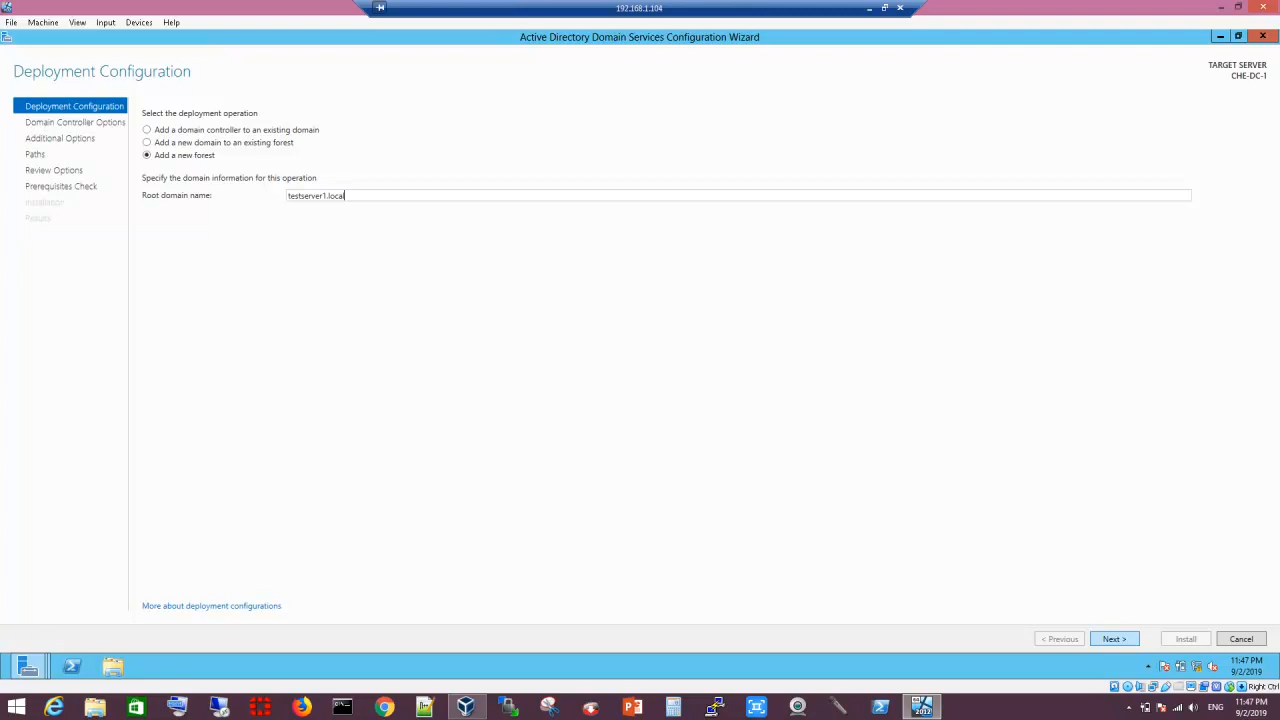 192.168.1.104
File Machine View Input Devices Help
Active Directory Domain Services Configuration Wizard
Deployment Configuration
TARGET SERVER
CHE-DC-1
Deployment Configuration
Domain Controller Options
Additional Options
Paths
Review Options
Prerequisites Check
Installation
Results
Select the deployment operation
Add a domain controller to an existing domain
Add a new domain to an existing forest
Add a new forest
Specify the domain information for this operation
Root domain name: testserver1.local
More about deployment configurations
< Previous Next > Install Cancel
11:47 PM
9/2/2019
Right Ctrl
2012
ENG
11:47 PM
9/2/2019